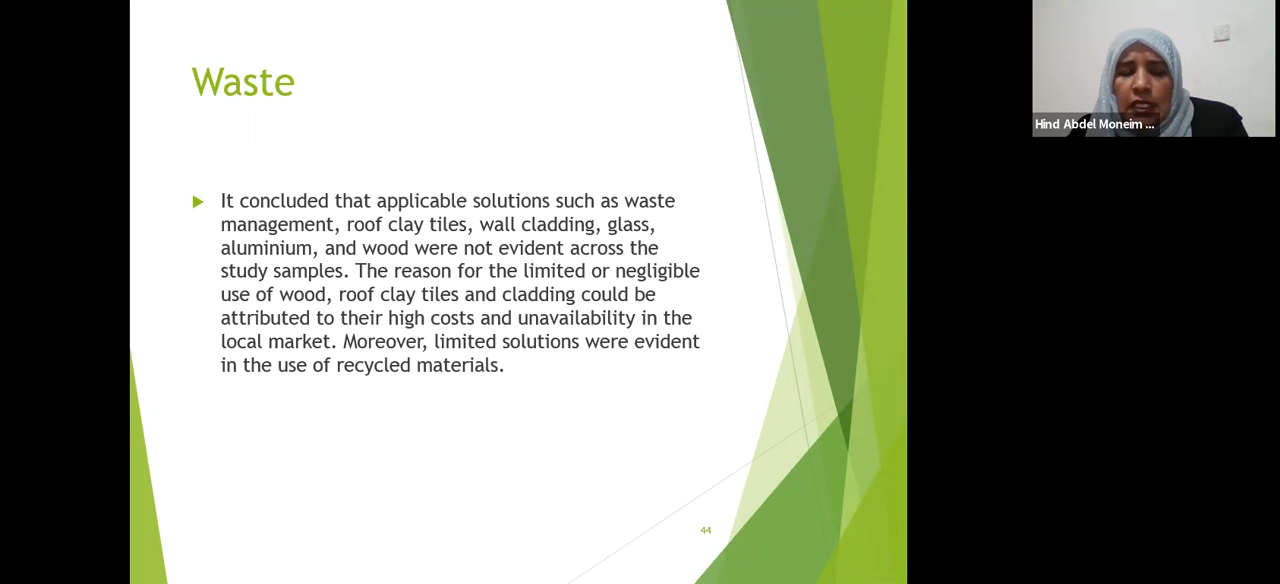 Waste
It concluded that applicable solutions such as waste
management, roof clay tiles, wall cladding, glass,
aluminium, and wood were not evident across the
study samples. The reason for the limited or negligible
use of wood, roof clay tiles and cladding could be
attributed to their high costs and unavailability in the
local market. Moreover, limited solutions were evident
in the use of recycled materials.
44
Hind Abdel Moneim ...